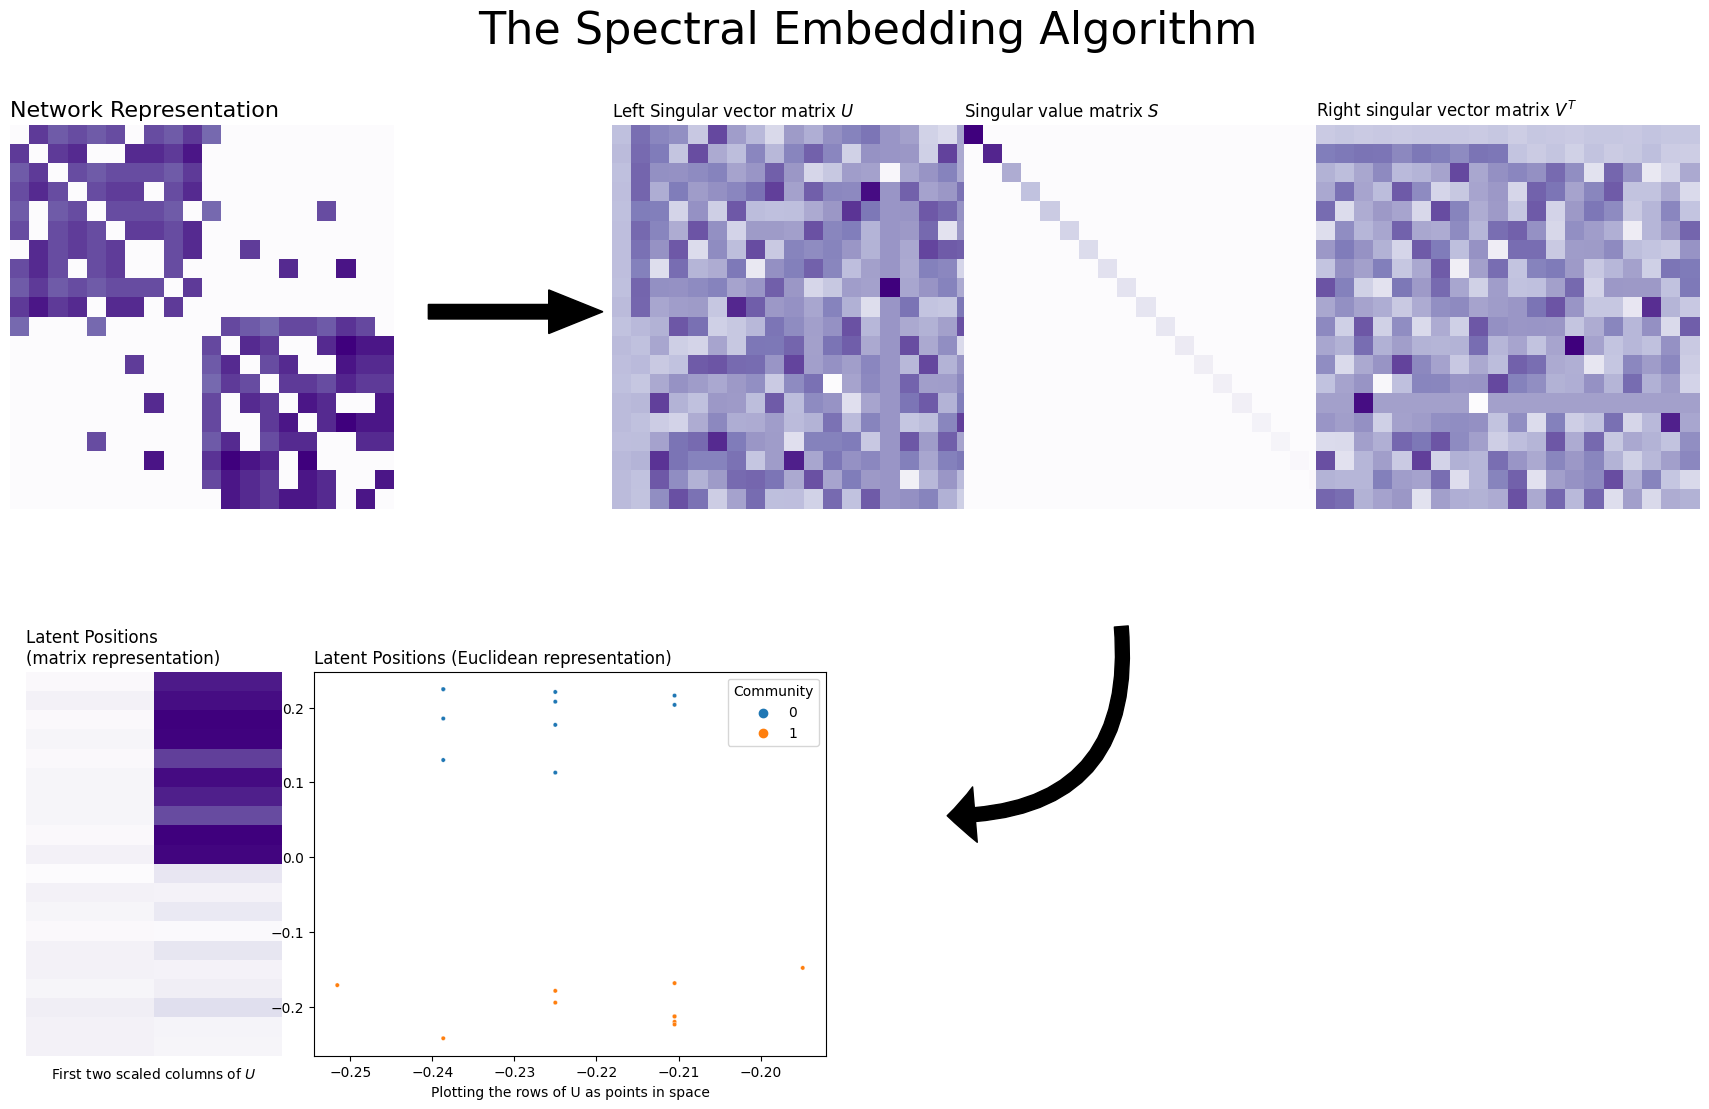 The Spectral Embedding Algorithm
Network Representation
Left Singular vector matrix U
Singular value matrix S
Right singular vector matrix V^T
Latent Positions
(matrix representation)
First two scaled columns of U
Latent Positions (Euclidean representation)
Community
0
1
0.2
0.1
0.0
−0.1
−0.2
−0.25 −0.24 −0.23 −0.22 −0.21 −0.20
Plotting the rows of U as points in space